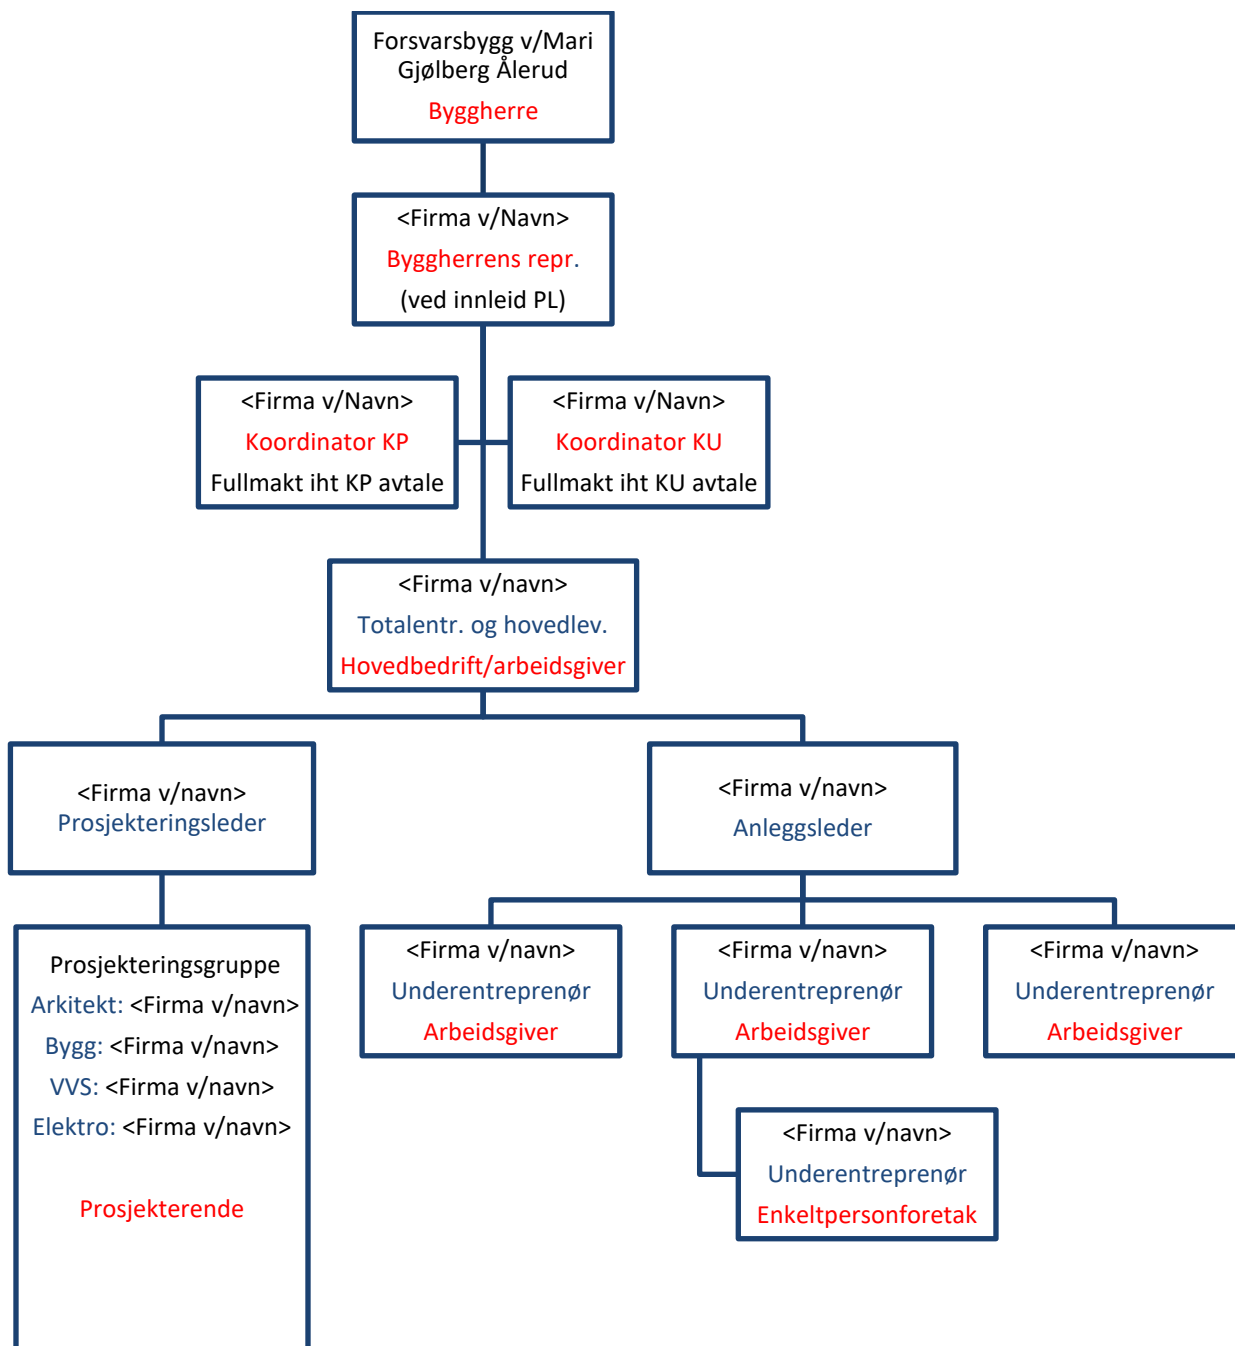 Forsvarsbygg v/Mari
Gjølberg Ålerud
Byggherre
<Firma v/Navn>
Byggherrens repr.
(ved innleid PL)
<Firma v/Navn>
Koordinator KP
Fullmakt iht KP avtale
<Firma v/Navn>
Koordinator KU
Fullmakt iht KU avtale
<Firma v/navn>
Totalentr. og hovedlev.
Hovedbedrift/arbeidsgiver
<Firma v/navn>
Prosjekteringsleder
<Firma v/navn>
Anleggsleder
Prosjekteringsgruppe
Arkitekt: <Firma v/navn>
Bygg: <Firma v/navn>
VVS: <Firma v/navn>
Elektro: <Firma v/navn>
Prosjekterende
<Firma v/navn>
Underentreprenør
Arbeidsgiver
<Firma v/navn>
Underentreprenør
Arbeidsgiver
<Firma v/navn>
Underentreprenør
Arbeidsgiver
<Firma v/navn>
Underentreprenør
Enkeltpersonforetak